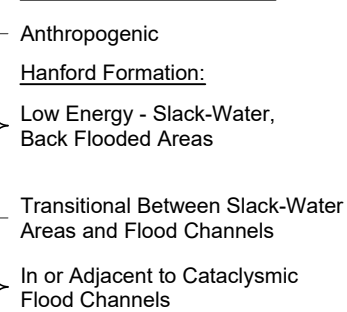 Anthropogenic
Hanford Formation:
Low Energy - Slack-Water,
Back Flooded Areas
Transitional Between Slack-Water
Areas and Flood Channels
In or Adjacent to Cataclysmic
Flood Channels